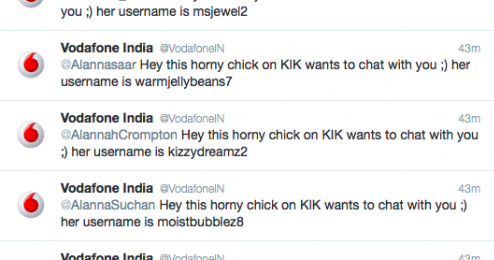 you ;) her username is msjewel2
Vodafone India @VodafoneIN 43m
@Alannasaar Hey this horny chick on KIK wants to chat with you ;) her
username is warmjellybeans7
Vodafone India @VodafoneIN 43m
@AlannahCrompton Hey this horny chick on KIK wants to chat with you
;) her username is kizzydreamz2
Vodafone India @VodafoneIN 43m
@AlannaSuchan Hey this horny chick on KIK wants to chat with you ;)
her username is moistbubblez8
Vodafone India @VodafoneIN 43m